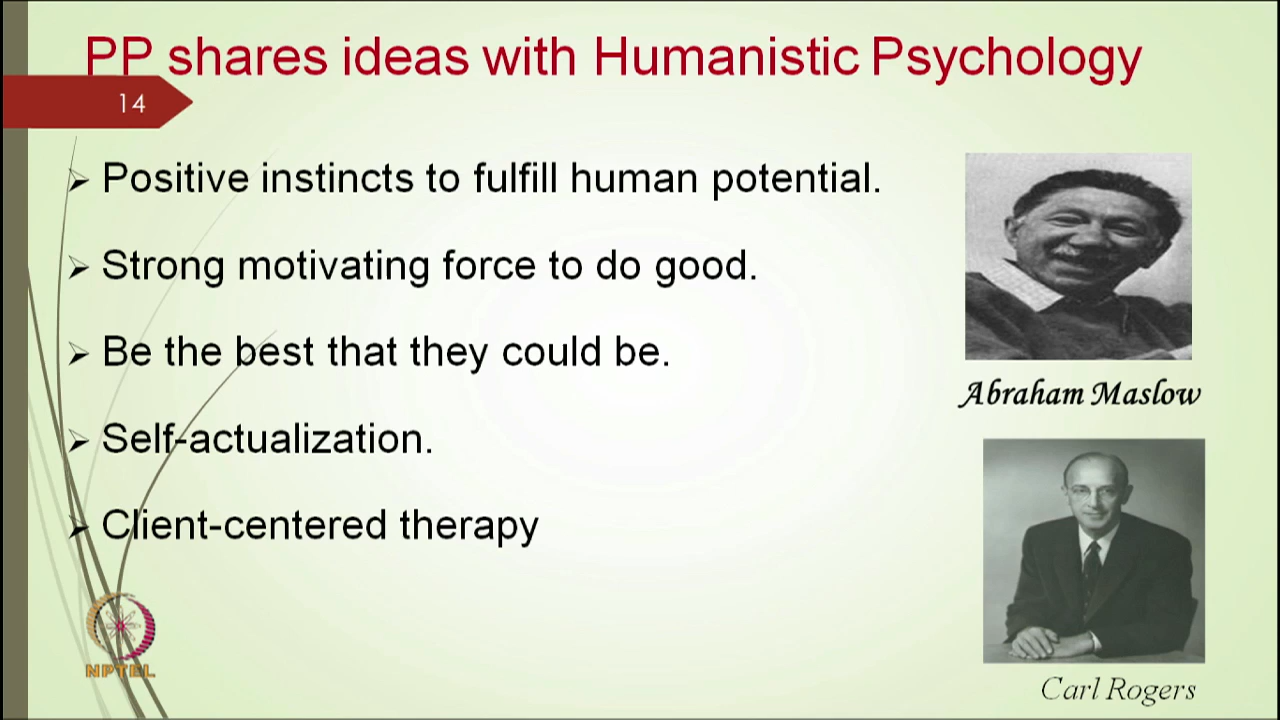 PP shares ideas with Humanistic Psychology
14
Positive instincts to fulfill human potential.
Strong motivating force to do good.
Be the best that they could be.
Self-actualization.
Client-centered therapy
Abraham Maslow
Carl Rogers
NPTEL